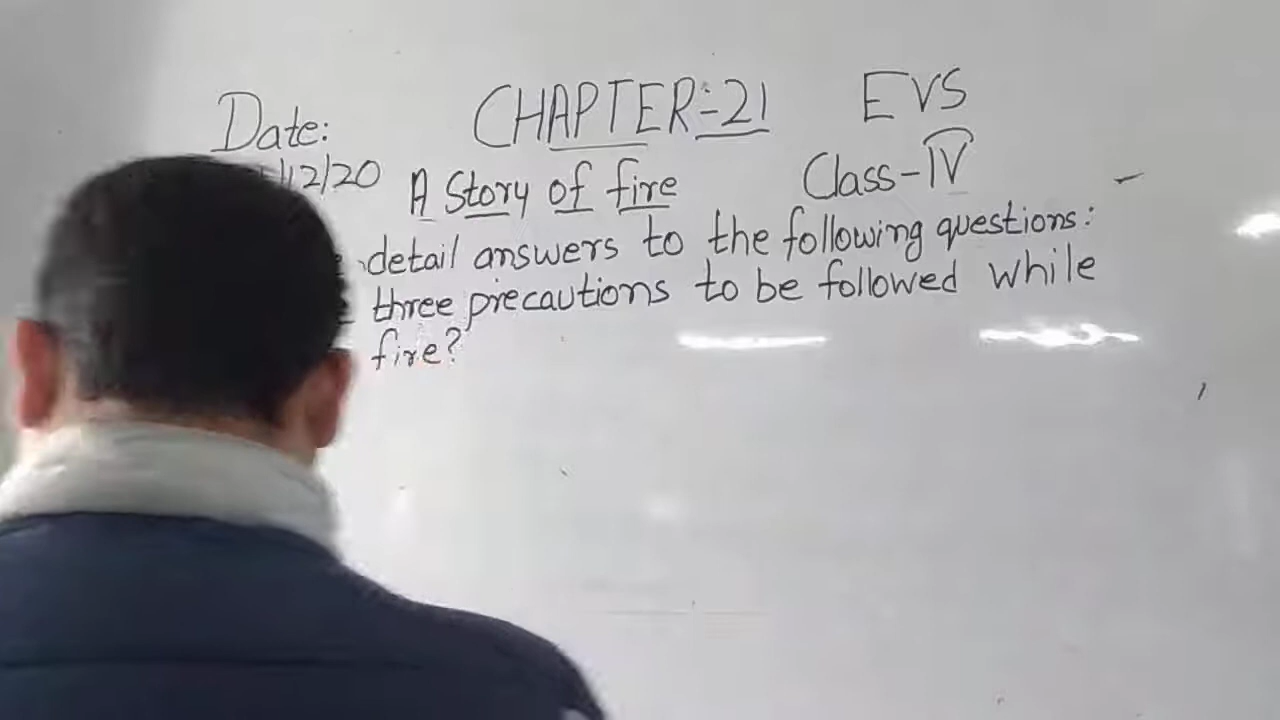 Date: CHAPTER:-21 EVS
/12/20 A Story of fire Class-IV
detail answers to the following questions:
three precautions to be followed while
fire?